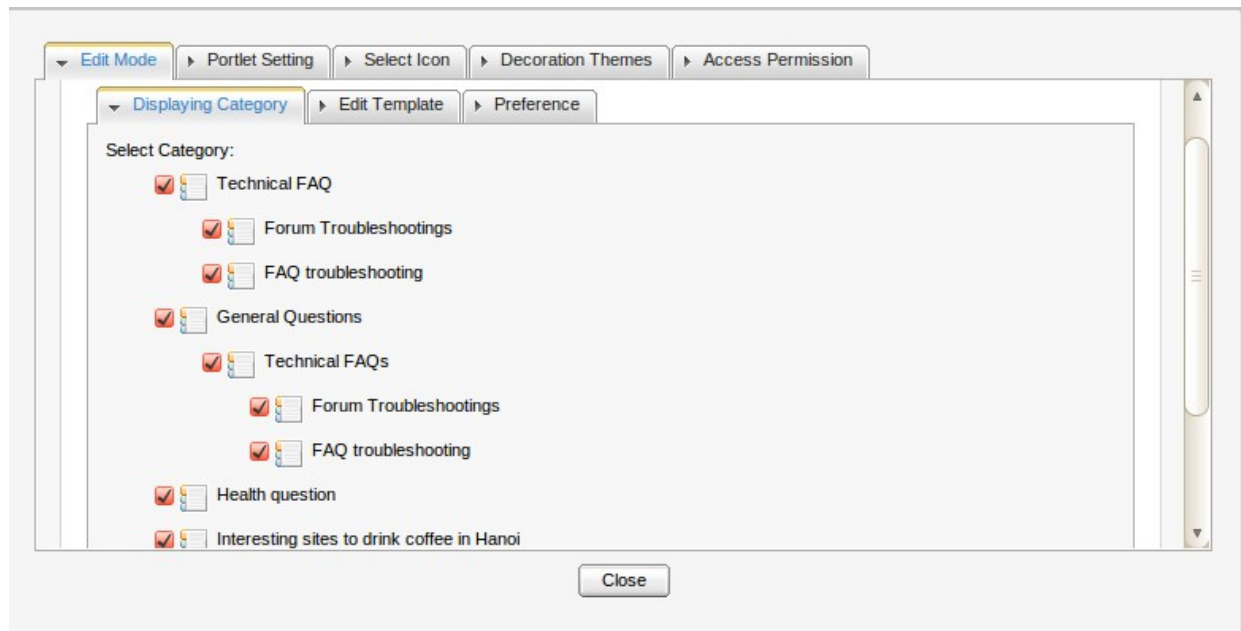 Edit Mode Portlet Setting Select Icon Decoration Themes Access Permission
Displaying Category Edit Template Preference
Select Category:
Technical FAQ
Forum Troubleshootings
FAQ troubleshooting
General Questions
Technical FAQs
Forum Troubleshootings
FAQ troubleshooting
Health question
Interesting sites to drink coffee in Hanoi
Close